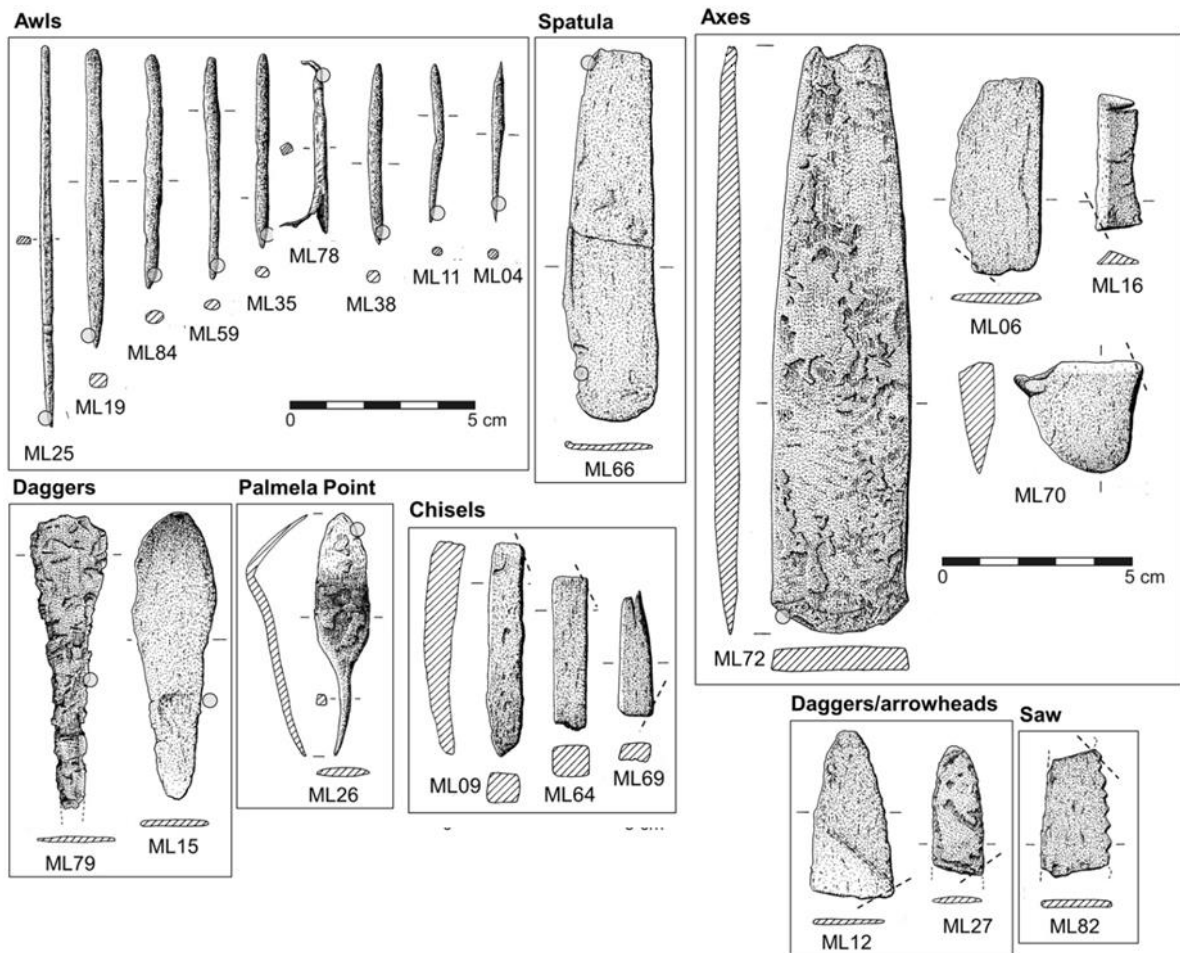 Awls
ML25
ML19
ML84
ML59
ML35
ML78
ML38
ML11
ML04
0
5 cm
Spatula
ML66
Axes
ML72
ML06
ML16
ML70
0
5 cm
Daggers
ML79
ML15
Palmela Point
ML26
Chisels
ML09
ML64
ML69
Daggers/arrowheads
ML12
ML27
Saw
ML82